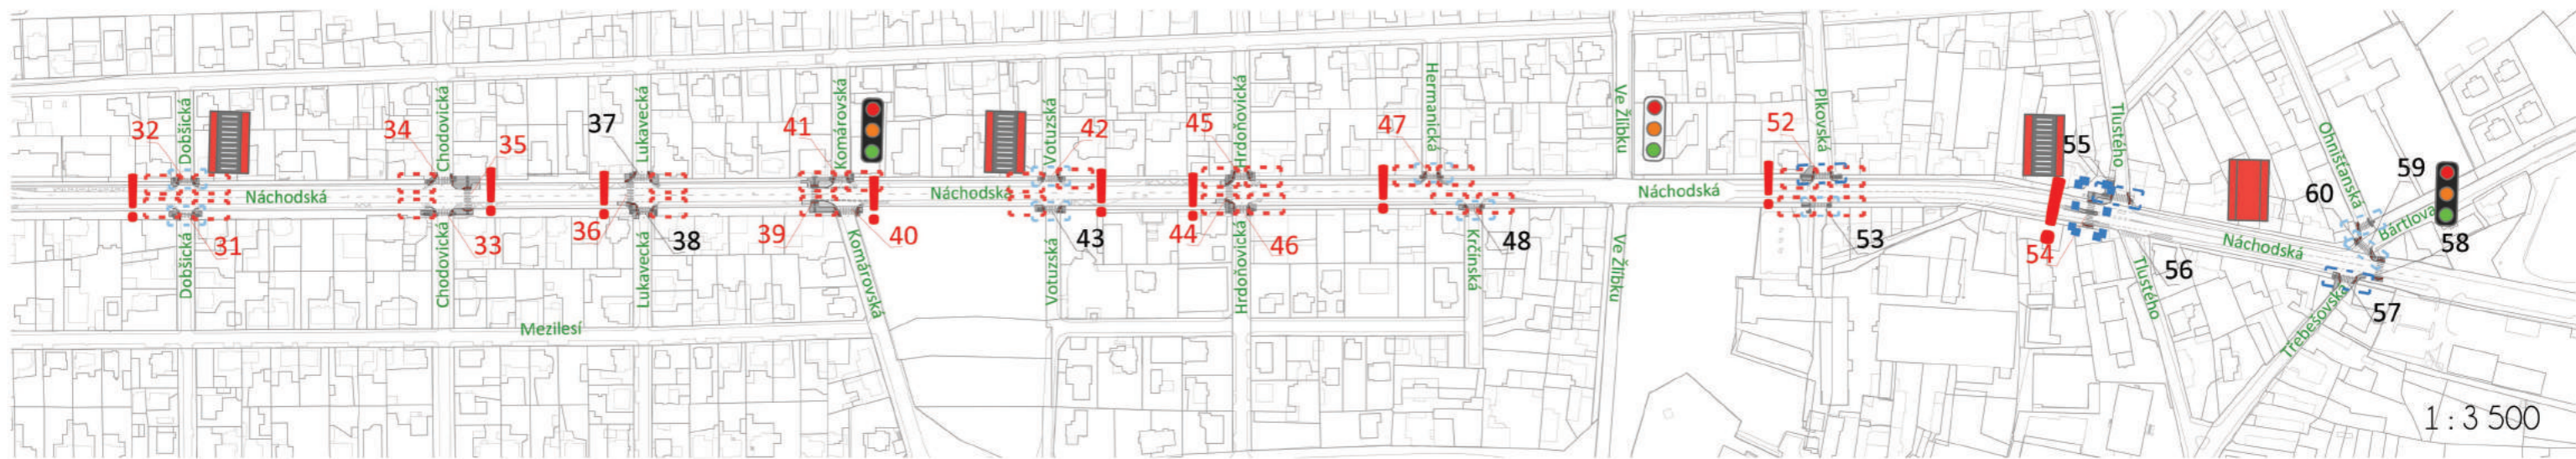 32
Dobšická
34
Chodovická
35
37
Lukavecká
41
Komárovská
Votuzská
42
45
Hrdoňovická
47
Heřmanická
Ve Žlíbku
52
Plkovská
55
Tlustého
Ohnišťanská
59
60
Bártlova
58
Náchodská
Náchodská
Náchodská
Náchodská
Dobšická
31
Chodovická
33
36
Lukavecká
38
39
Komárovská
40
Votuzská
43
44
Hrdoňovická
46
Krčínská
48
Ve Žlíbku
53
54
Tlustého
56
Třebešovská
57
Mezilesí
1 : 3 500